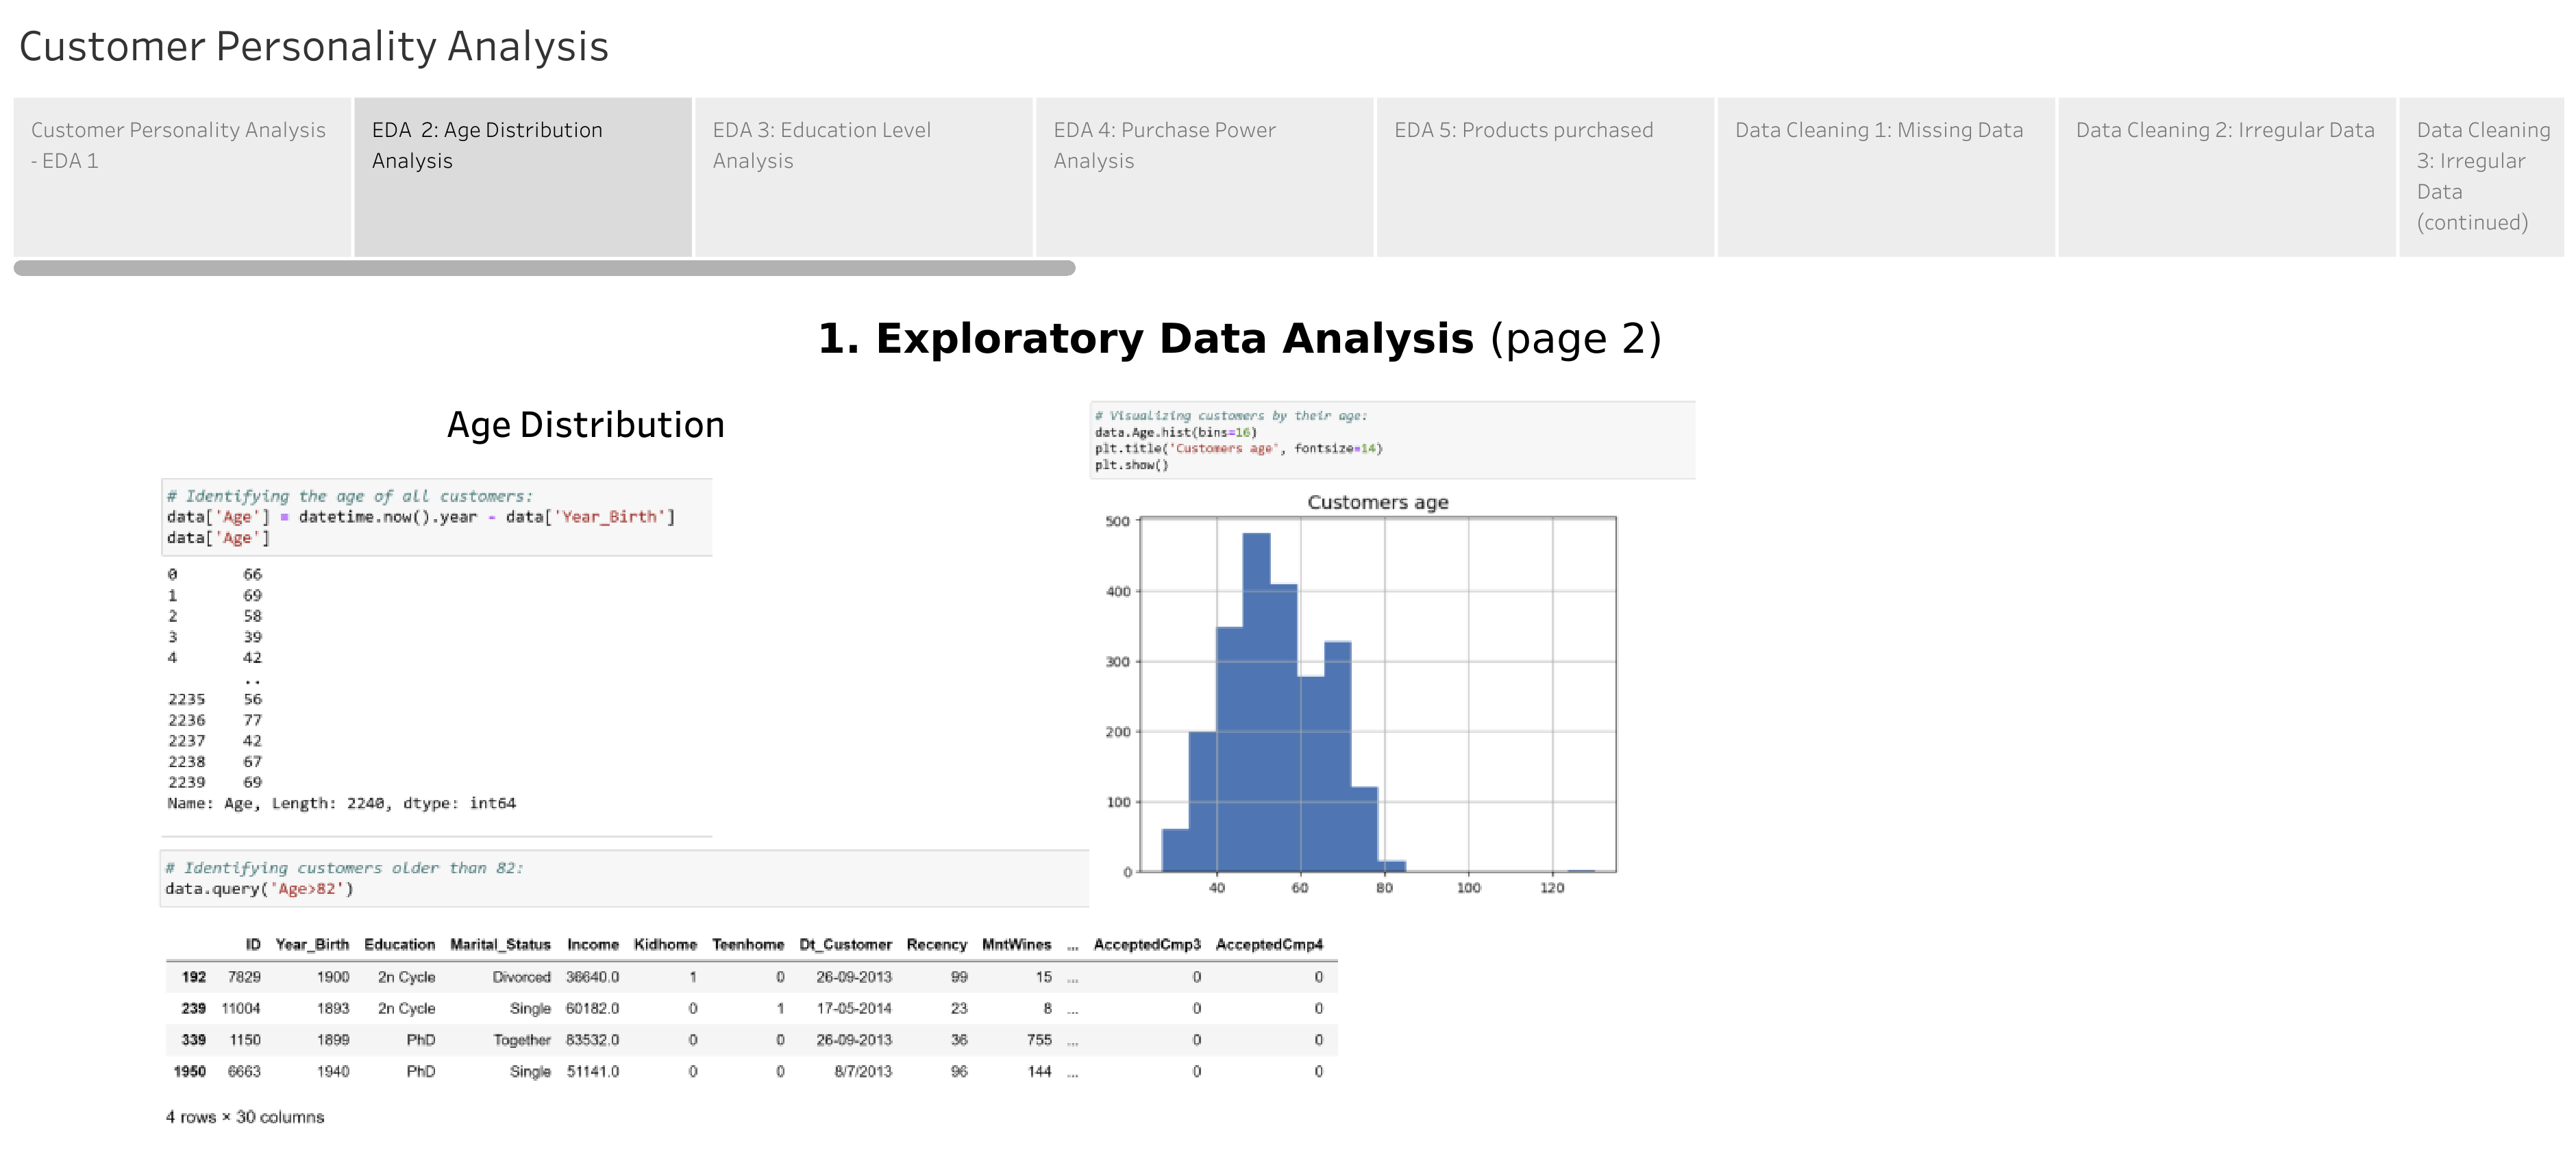 Customer Personality Analysis
Customer Personality Analysis
- EDA 1
EDA  2: Age Distribution
Analysis
EDA 3: Education Level
Analysis
EDA 4: Purchase Power
Analysis
EDA 5: Products purchased
Data Cleaning 1: Missing Data
Data Cleaning 2: Irregular Data
Data Cleaning
3: Irregular
Data
(continued)
1. Exploratory Data Analysis (page 2)
Age Distribution
# Identifying the age of all customers:
data['Age'] = datetime.now().year - data['Year_Birth']
data['Age']
0 66
1 69
2 58
3 39
4 42
..
2235 56
2236 77
2237 42
2238 67
2239 69
Name: Age, Length: 2240, dtype: int64
# Visualizing customers by their age:
data.Age.hist(bins=16)
plt.title('Customers age', fontsize=14)
plt.show()
Customers age
500
400
300
200
100
0
40 60 80 100 120
# Identifying customers older than 82:
data.query('Age>82')
ID Year_Birth Education Marital_Status Income Kidhome Teenhome Dt_Customer Recency MntWines ... AcceptedCmp3 AcceptedCmp4
192 7829 1900 2n Cycle Divorced 36640.0 1 0 26-09-2013 99 15 ... 0 0
239 11004 1893 2n Cycle Single 60182.0 0 1 17-05-2014 23 8 ... 0 0
339 1150 1899 PhD Together 83532.0 0 0 26-09-2013 36 755 ... 0 0
1950 6663 1940 PhD Single 51141.0 0 0 8/7/2013 96 144 ... 0 0
4 rows × 30 columns